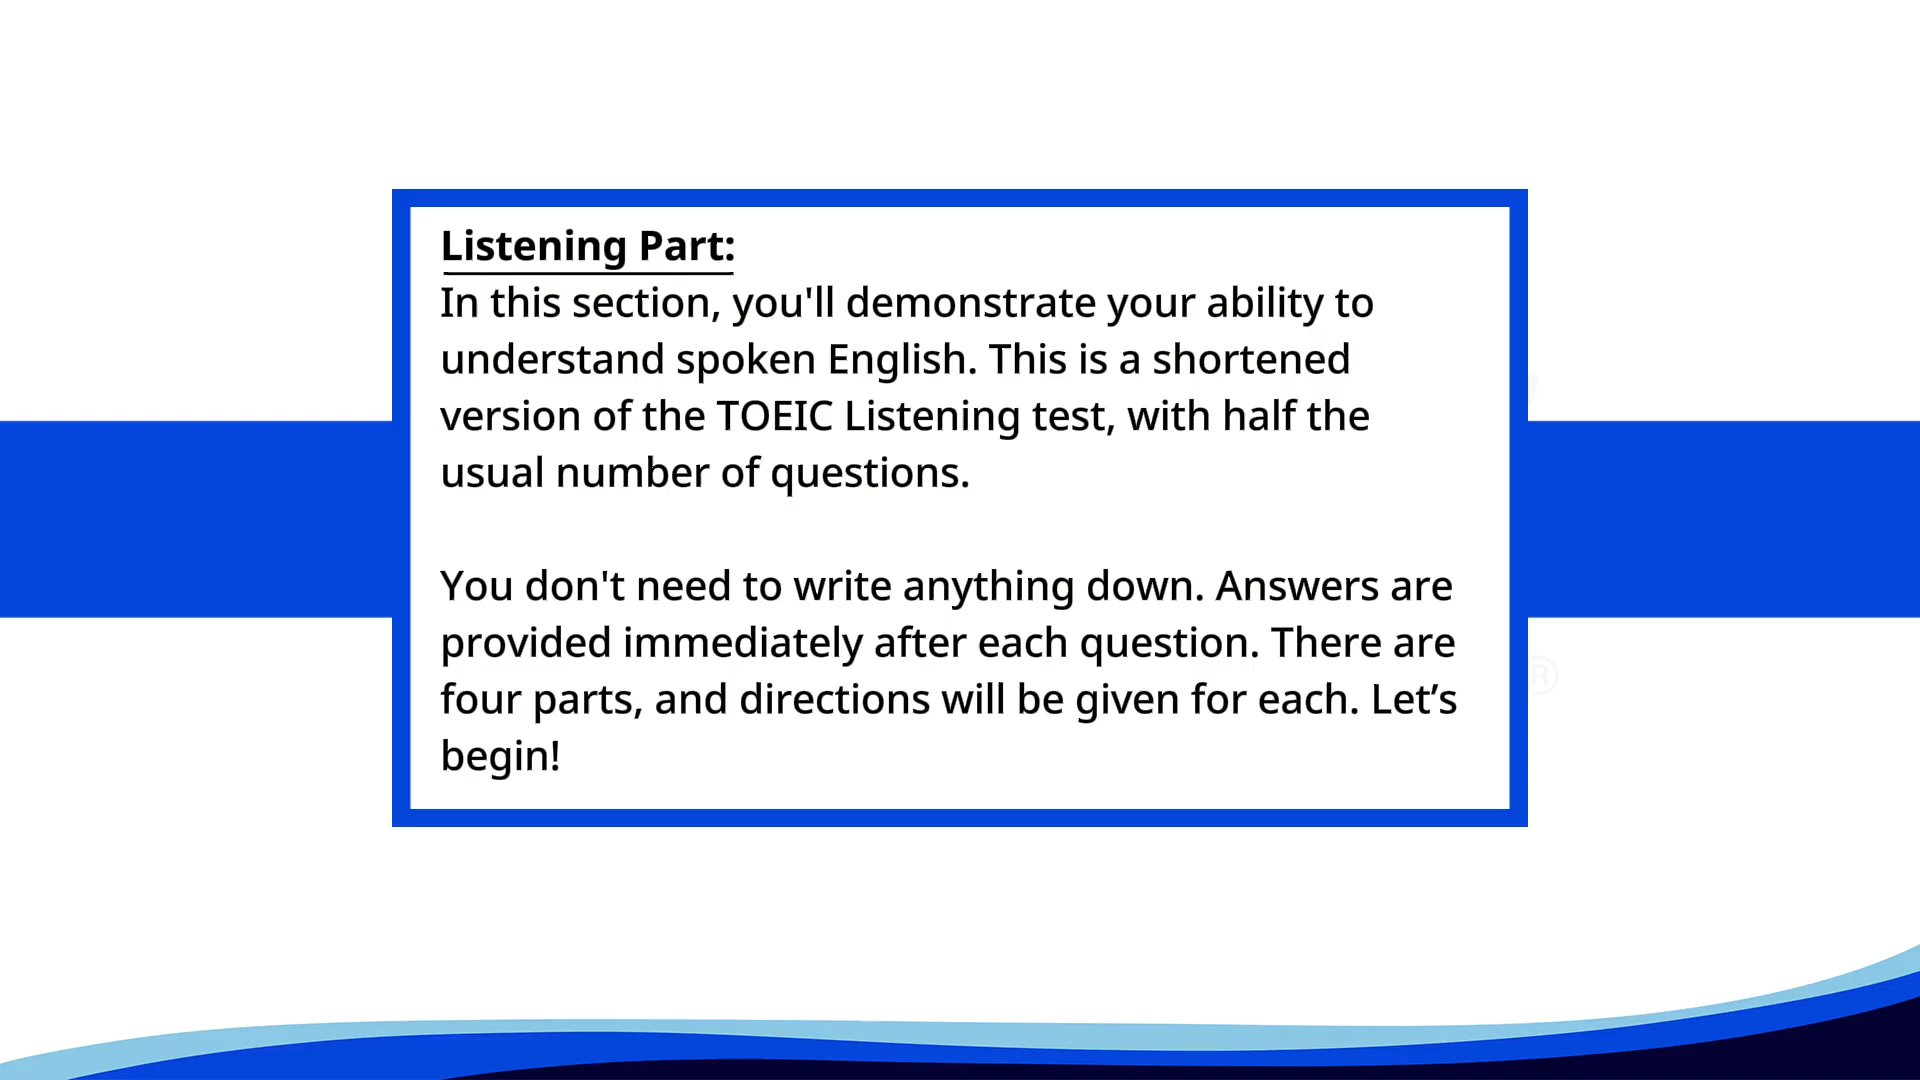 Listening Part:
In this section, you'll demonstrate your ability to
understand spoken English. This is a shortened
version of the TOEIC Listening test, with half the
usual number of questions.
You don't need to write anything down. Answers are
provided immediately after each question. There are
four parts, and directions will be given for each. Let’s
begin!
®